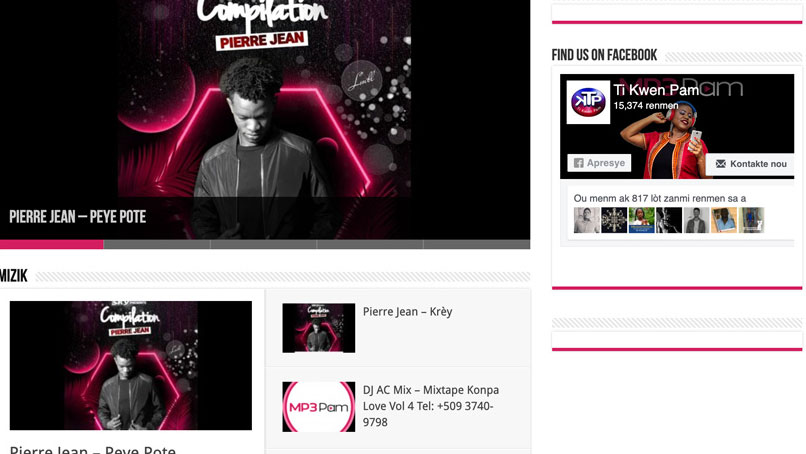 Compilation
PIERRE JEAN
PIERRE JEAN – PEYE POTE
MIZIK
Compilation
PIERRE JEAN
Pierre Jean – Peye Pote
Pierre Jean – Krèy
MP3Pam
DJ AC Mix – Mixtape Konpa
Love Vol 4 Tel: +509 3740-
9798
FIND US ON FACEBOOK
MP3Pam
KTP
Ti Kwen Pam
15,374 renmen
Apresye
Kontakte nou
Ou menm ak 817 lòt zanmi renmen sa a